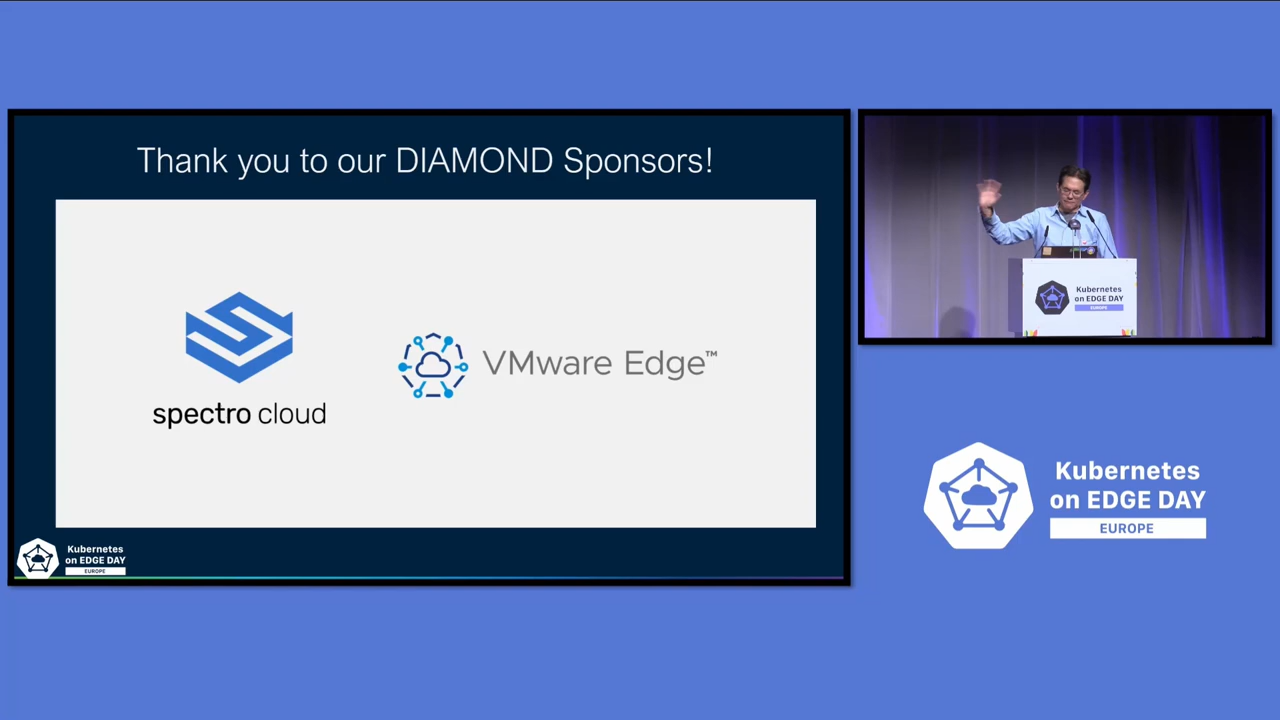 Thank you to our DIAMOND Sponsors!
spectro cloud
VMware Edge™
Kubernetes
on EDGE DAY
EUROPE
Kubernetes
on EDGE DAY
EUROPE
Kubernetes
on EDGE DAY
EUROPE